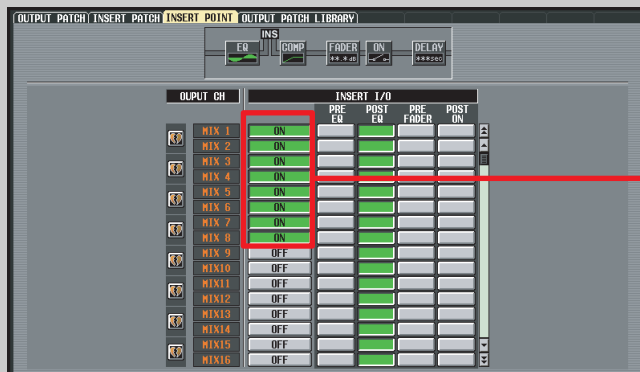 OUTPUT PATCH INSERT PATCH INSERT POINT OUTPUT PATCH LIBRARY
INS
EQ COMP FADER ON DELAY
**.* dB ***sec
OUPUT CH INSERT I/O
PRE EQ POST EQ PRE FADER POST ON
MIX 1 ON
MIX 2 ON
MIX 3 ON
MIX 4 ON
MIX 5 ON
MIX 6 ON
MIX 7 ON
MIX 8 ON
MIX 9 OFF
MIX10 OFF
MIX11 OFF
MIX12 OFF
MIX13 OFF
MIX14 OFF
MIX15 OFF
MIX16 OFF